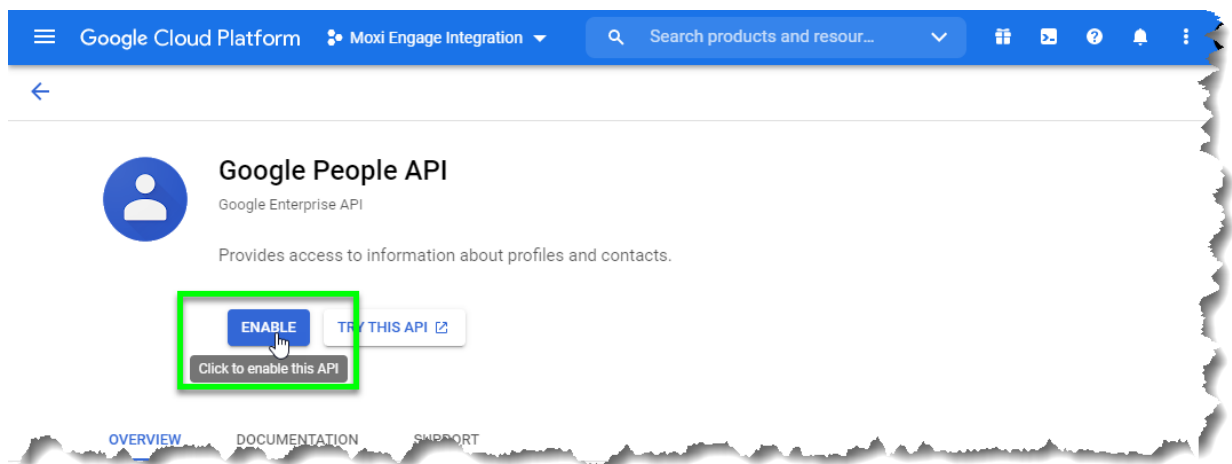 Google Cloud Platform Moxi Engage Integration Search products and resour...
Google People API
Google Enterprise API
Provides access to information about profiles and contacts.
ENABLE TRY THIS API
Click to enable this API
OVERVIEW DOCUMENTATION SUPPORT